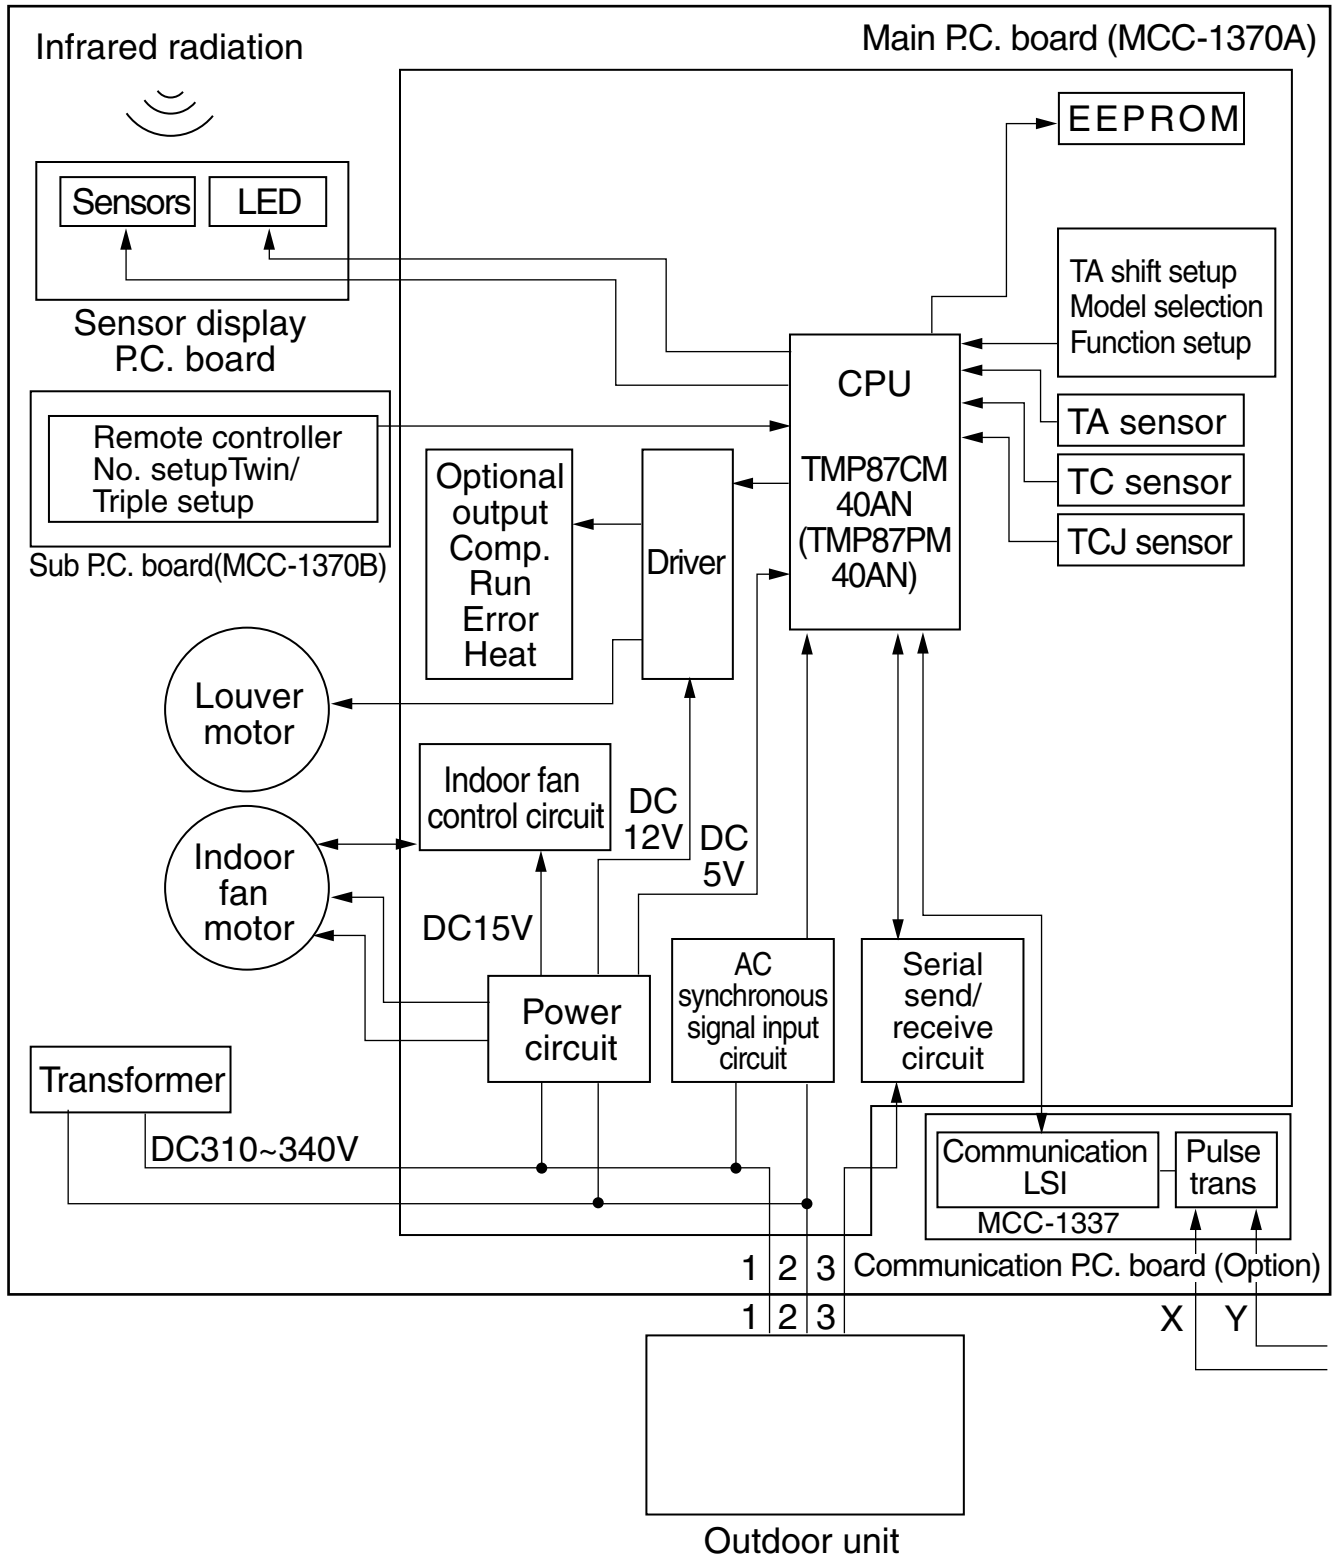 Main P.C. board (MCC-1370A)
Infrared radiation
EEPROM
Sensors
LED
Sensor display
P.C. board
TA shift setup
Model selection
Function setup
CPU
TMP87CM
40AN
(TMP87PM
40AN)
TA sensor
TC sensor
TCJ sensor
Remote controller
No. setupTwin/
Triple setup
Sub P.C. board(MCC-1370B)
Optional
output
Comp.
Run
Error
Heat
Driver
Louver
motor
Indoor fan
control circuit
DC
12V
DC
5V
Indoor
fan
motor
DC15V
Power
circuit
AC
synchronous
signal input
circuit
Serial
send/
receive
circuit
Transformer
DC310~340V
Communication
LSI
Pulse
trans
MCC-1337
Communication P.C. board (Option)
1 2 3
1 2 3
X Y
Outdoor unit